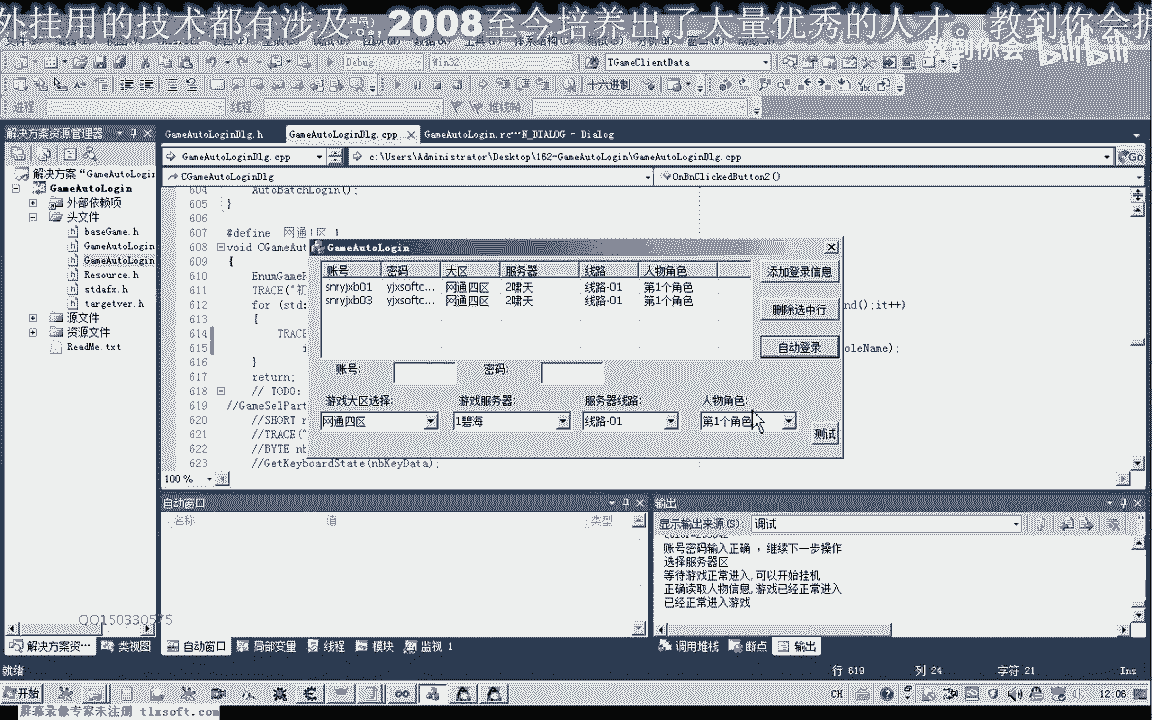 外挂用的技术都有涉及... 2008至今培养出了大量优秀的人才。教到你会
教到你会 bilibili
Debug Win32 TGameClientData
十六进制
进程 线程 堆栈帧
解决方案资源管理器
GameAutoLoginDlg.h GameAutoLoginDlg.cpp GameAutoLogin.rc…N_DIALOG - Dialog
GameAutoLoginDlg.cpp c:\Users\Administrator\Desktop\162-GameAutoLogin\GameAutoLoginDlg.cpp Go
CGameAutoLoginDlg OnBnClickedButton2()
解决方案“GameAutoLogin
GameAutoLogin
外部依赖项
头文件
baseGame.h
GameAutoLogin
GameAutoLogin
Resource.h
stdafx.h
targetver.h
源文件
资源文件
ReadMe.txt
604 AutoBatchLogin();
605 }
606
607 #define 网通1区 1
608 void CGameAut
609 {
610 EnumGameP
611 TRACE("初
612 for (std: nd();it++)
613 {
614 TRACE
615 i oleName);
616 }
617 return;
618 // TODO:
619 //GameSelPart
620 //SHORT r
621 //TRACE("
622 //BYTE nb
623 //GetKeyboardState(nbKeyData);
100 %
GameAutoLogin
账号 密码 大区 服务器 线路 人物角色
snryjxb01 yjxsoftc... 网通四区 2啸天 线路-01 第1个角色
snryjxb03 yjxsoftc... 网通四区 2啸天 线路-01 第1个角色
添加登录信息
删除选中行
自动登录
账号: 密码:
游戏大区选择: 游戏服务器: 服务器线路: 人物角色:
网通四区 1碧海 线路-01 第1个角色
测试
自动窗口
名称 值 类型
输出
显示输出来源(S): 调试
账号密码输入正确 ，继续下一步操作
选择服务器区
等待游戏正常进入,可以开始挂机
正确读取人物信息,游戏已经正常进入
已经正常进入游戏
QQ150330575
解决方案资… 类视图 自动窗口 局部变量 线程 模块 监视 1 调用堆栈 断点 输出
就绪 行 619 列 24 字符 21 Ins
开始 CH 12:06
屏幕录像专家未注册 tlxsoft.com